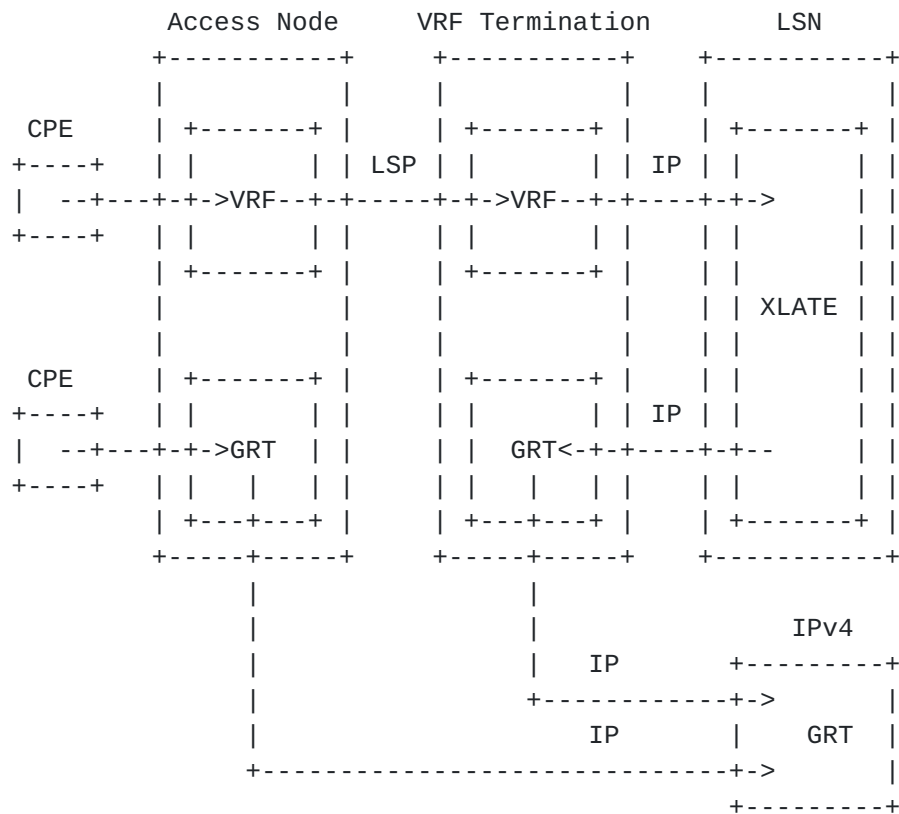 Access Node VRF Termination LSN
CPE
LSP IP
VRF VRF
XLATE
CPE
IP
GRT GRT
IPv4
IP
IP GRT